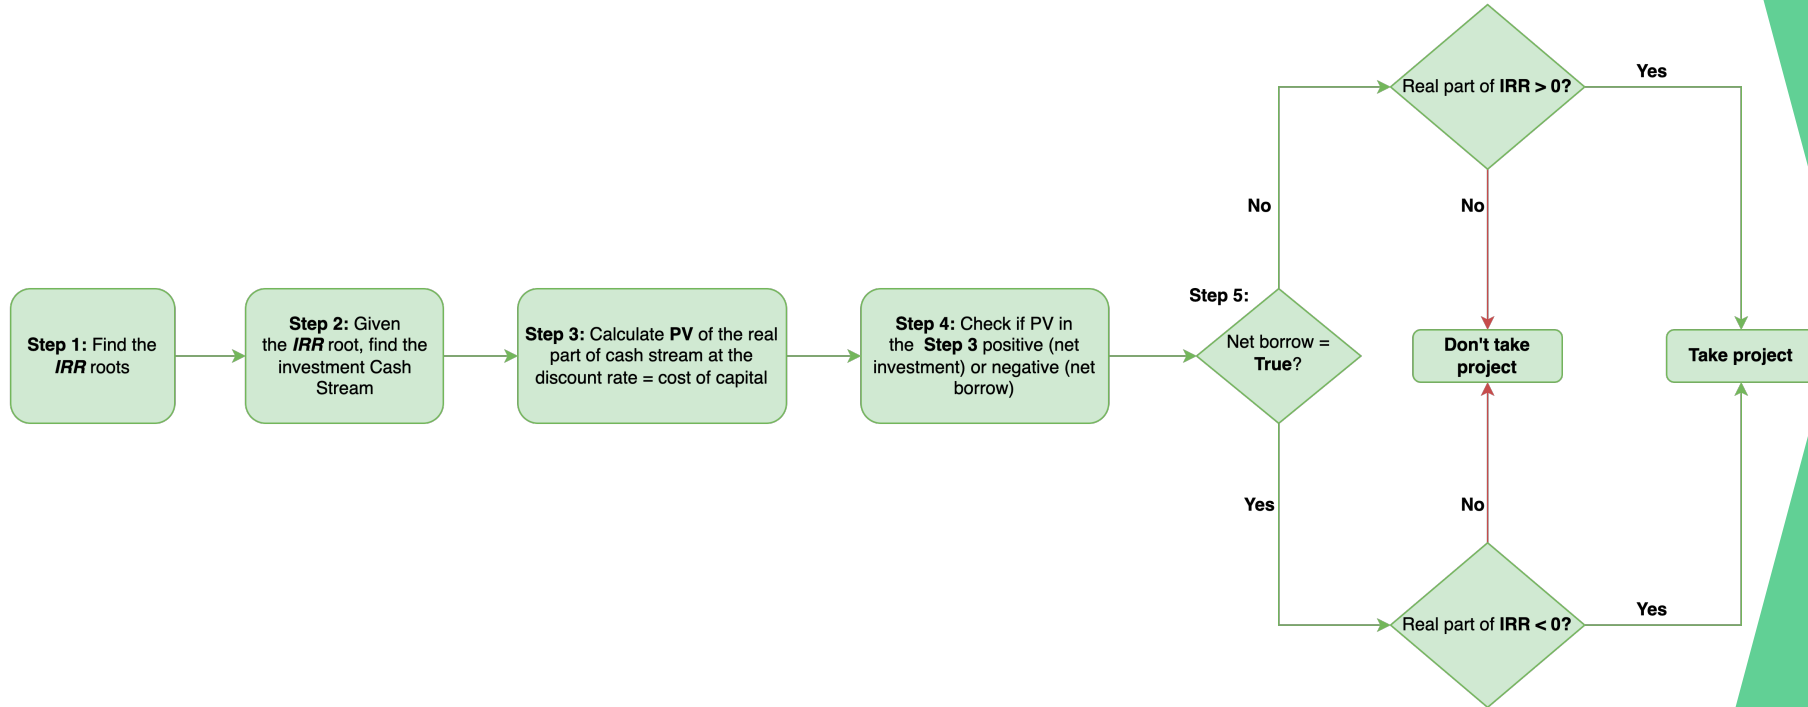 Step 1: Find the
IRR roots
Step 2: Given
the IRR root, find the
investment Cash
Stream
Step 3: Calculate PV of the real
part of cash stream at the
discount rate = cost of capital
Step 4: Check if PV in
the Step 3 positive (net
investment) or negative (net
borrow)
Step 5:
Net borrow =
True?
No
Yes
Real part of IRR > 0?
Yes
No
Don't take
project
Take project
No
Real part of IRR < 0?
Yes